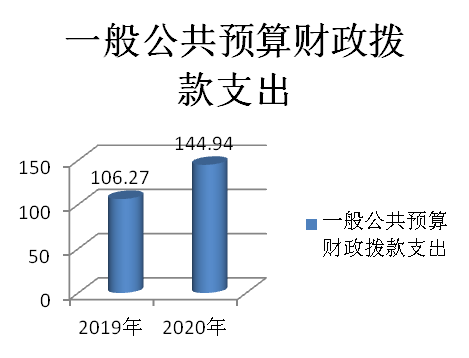 一般公共预算财政拨
款支出
144.94
106.27
150
100
50
0
2019年 2020年
一般公共预算
财政拨款支出